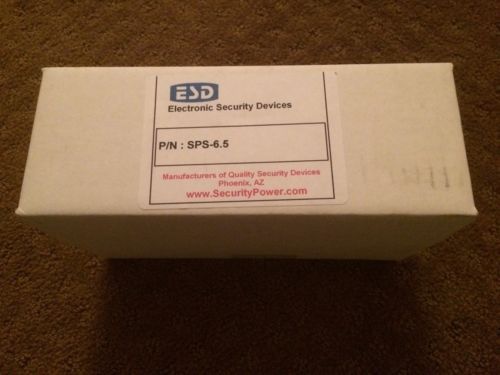 ESD
Electronic Security Devices
P/N : SPS-6.5
Manufacturers of Quality Security Devices
Phoenix, AZ
www.SecurityPower.com